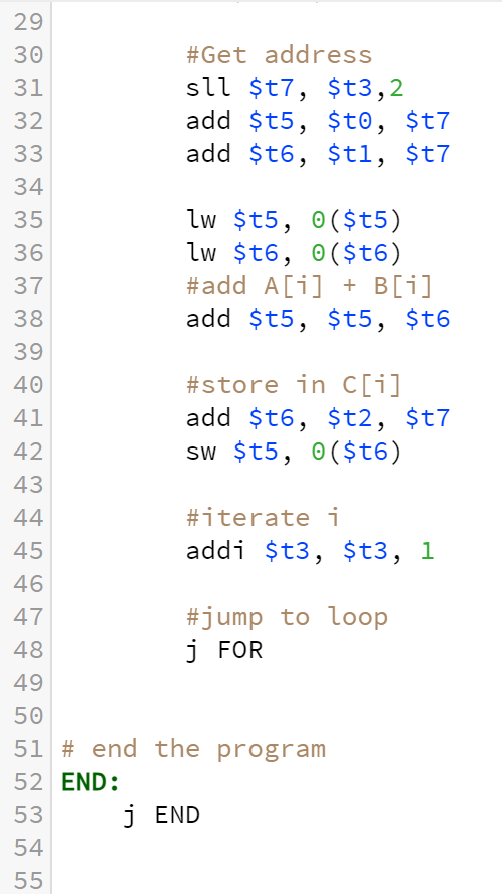 29
30 #Get address
31 sll $t7, $t3,2
32 add $t5, $t0, $t7
33 add $t6, $t1, $t7
34
35 lw $t5, 0($t5)
36 lw $t6, 0($t6)
37 #add A[i] + B[i]
38 add $t5, $t5, $t6
39
40 #store in C[i]
41 add $t6, $t2, $t7
42 sw $t5, 0($t6)
43
44 #iterate i
45 addi $t3, $t3, 1
46
47 #jump to loop
48 j FOR
49
50
51 # end the program
52 END:
53 j END
54
55